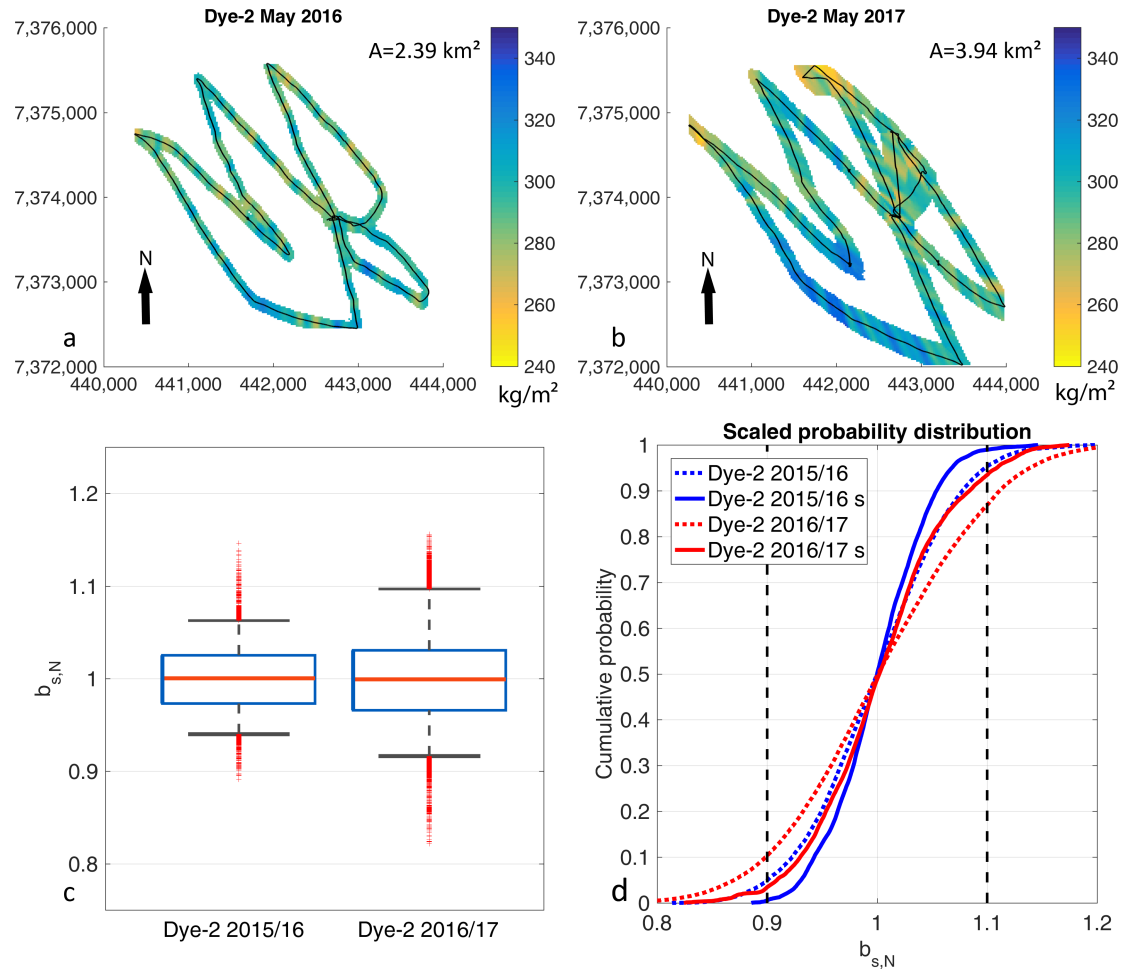 Dye-2 May 2016
7,376,000
7,375,000
7,374,000
7,373,000
7,372,000
440,000 441,000 442,000 443,000 444,000
A=2.39 km²
N
a
340
320
300
280
260
240
kg/m²
Dye-2 May 2017
7,376,000
7,375,000
7,374,000
7,373,000
7,372,000
440,000 441,000 442,000 443,000 444,000
A=3.94 km²
N
b
340
320
300
280
260
240
kg/m²
1.2
1.1
1
0.9
0.8
b_s,N
c
Dye-2 2015/16 Dye-2 2016/17
Scaled probability distribution
Dye-2 2015/16
Dye-2 2015/16 s
Dye-2 2016/17
Dye-2 2016/17 s
1
0.9
0.8
0.7
0.6
0.5
0.4
0.3
0.2
0.1
0
Cumulative probability
d
0.8 0.9 1 1.1 1.2
b_s,N